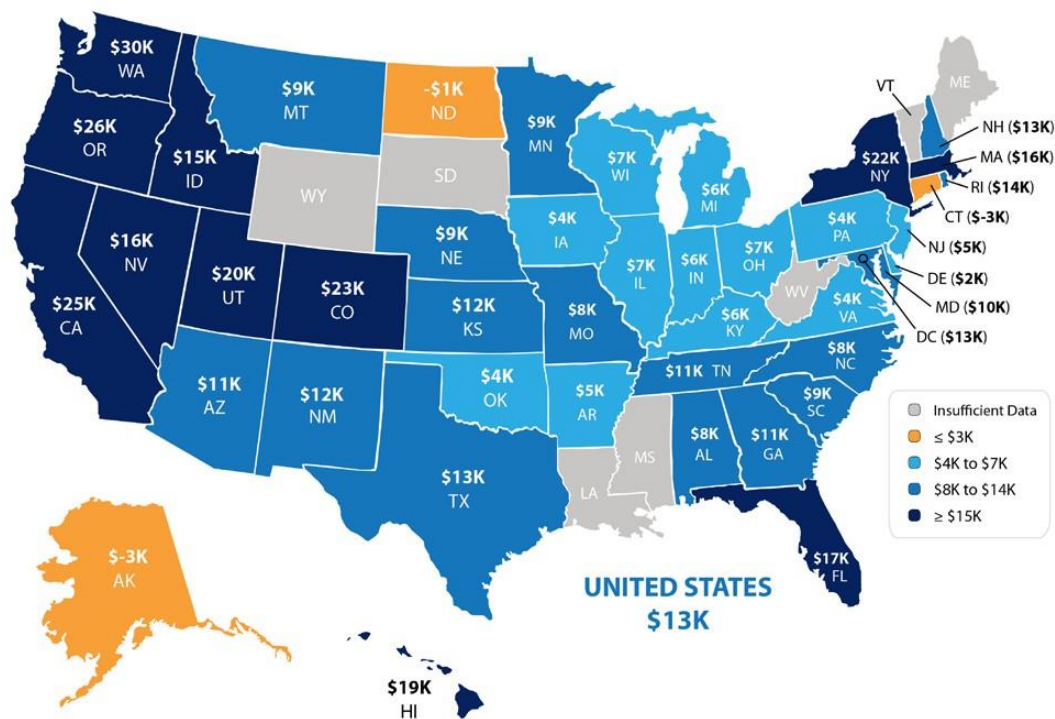 $30K
WA
$26K
OR
$15K
ID
$9K
MT
-$1K
ND
$9K
MN
WY
SD
$7K
WI
$6K
MI
VT
ME
NH ($13K)
MA ($16K)
RI ($14K)
CT ($-3K)
NJ ($5K)
DE ($2K)
MD ($10K)
DC ($13K)
$22K
NY
$4K
PA
$25K
CA
$16K
NV
$20K
UT
$23K
CO
$9K
NE
$4K
IA
$7K
IL
$6K
IN
$7K
OH
WV
$4K
VA
$12K
KS
$8K
MO
$6K
KY
$11K
AZ
$12K
NM
$4K
OK
$5K
AR
$11K TN
$8K
NC
$9K
SC
$13K
TX
LA
MS
$8K
AL
$11K
GA
$17K
FL
Insufficient Data
≤ $3K
$4K to $7K
$8K to $14K
≥ $15K
$-3K
AK
$19K
HI
UNITED STATES
$13K